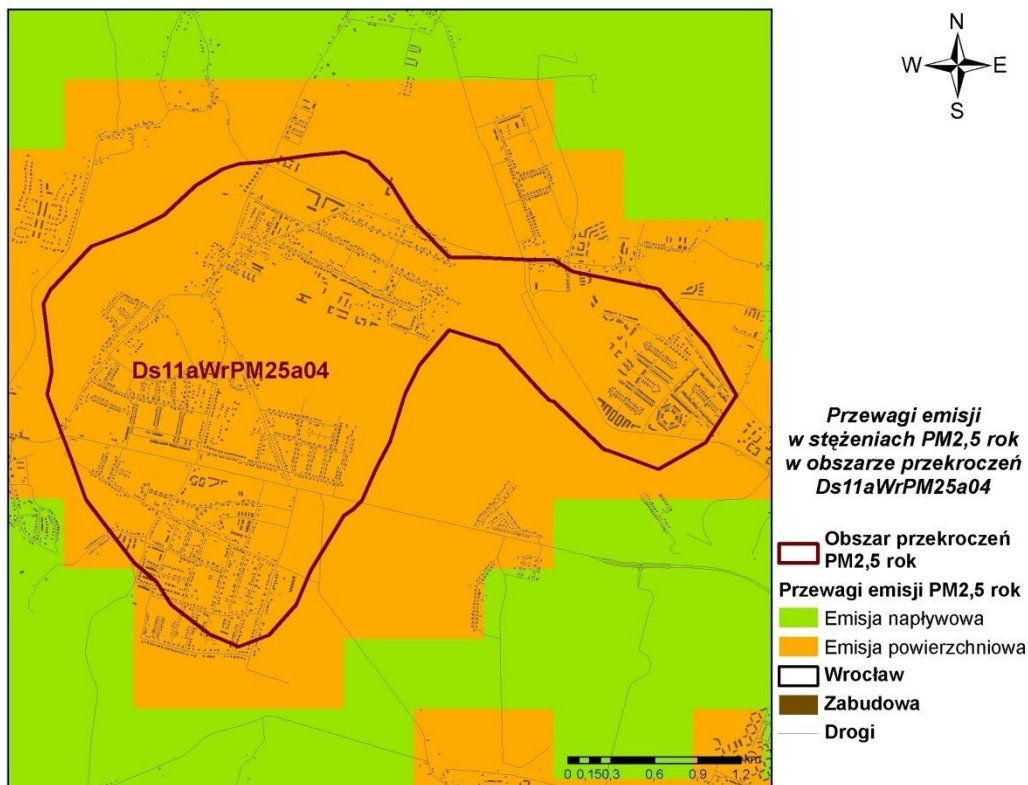 N
W E
S
Ds11aWrPM25a04
Przewagi emisji
w stężeniach PM2,5 rok
w obszarze przekroczeń
Ds11aWrPM25a04
Obszar przekroczeń
PM2,5 rok
Przewagi emisji PM2,5 rok
Emisja napływowa
Emisja powierzchniowa
Wrocław
Zabudowa
Drogi
km
0 0,150,3 0,6 0,9 1,2